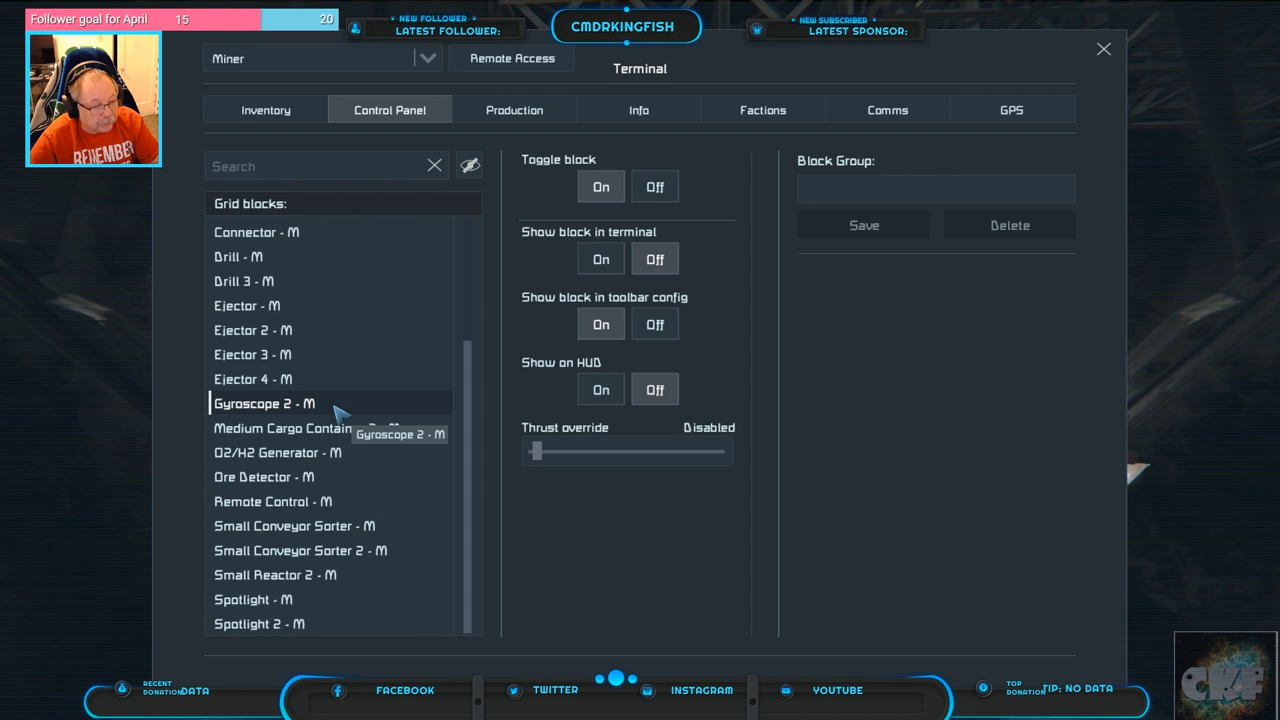 Follower goal for April 15 20
NEW FOLLOWER
LATEST FOLLOWER:
CMDRKINGFISH
NEW SUBSCRIBER
LATEST SPONSOR:
Miner
Remote Access
Terminal
Inventory
Control Panel
Production
Info
Factions
Comms
GPS
Search
Grid blocks:
Connector - M
Drill - M
Drill 3 - M
Ejector - M
Ejector 2 - M
Ejector 3 - M
Ejector 4 - M
Gyroscope 2 - M
Medium Cargo Contain
Gyroscope 2 - M
O2/H2 Generator - M
Ore Detector - M
Remote Control - M
Small Conveyor Sorter - M
Small Conveyor Sorter 2 - M
Small Reactor 2 - M
Spotlight - M
Spotlight 2 - M
Toggle block
On Off
Show block in terminal
On Off
Show block in toolbar config
On Off
Show on HUD
On Off
Thrust override Disabled
Block Group:
Save Delete
REMEMBER
RECENT
DONATION DATA
FACEBOOK
TWITTER
INSTAGRAM
YOUTUBE
TOP
DONATION TIP: NO DATA
CKF